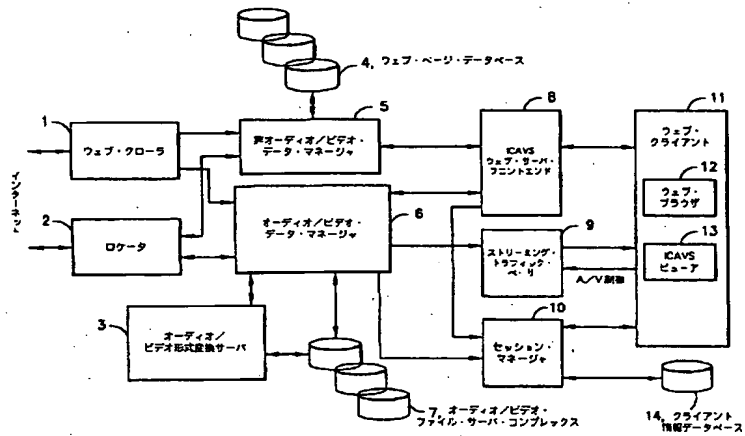 4, ウェブ・ページ・データベース
1
ウェブ・クローラ
5
非オーディオ/ビデオ・
データ・マネージャ
8
ICAVS
ウェブ・サーバ・
フロントエンド
11
ウェブ・
クライアント
12
ウェブ・
ブラウザ
13
ICAVS
ビューア
インターネット
2
ロケータ
オーディオ/ビデオ・
データ・マネージャ
6
9
ストリーミング・
トラフィック・
A/V制御
3
オーディオ/
ビデオ形式変換サーバ
10
セッション・
マネージャ
7, オーディオ/ビデオ・
ファイル・サーバ・コンプレックス
14, クライアント
情報データベース